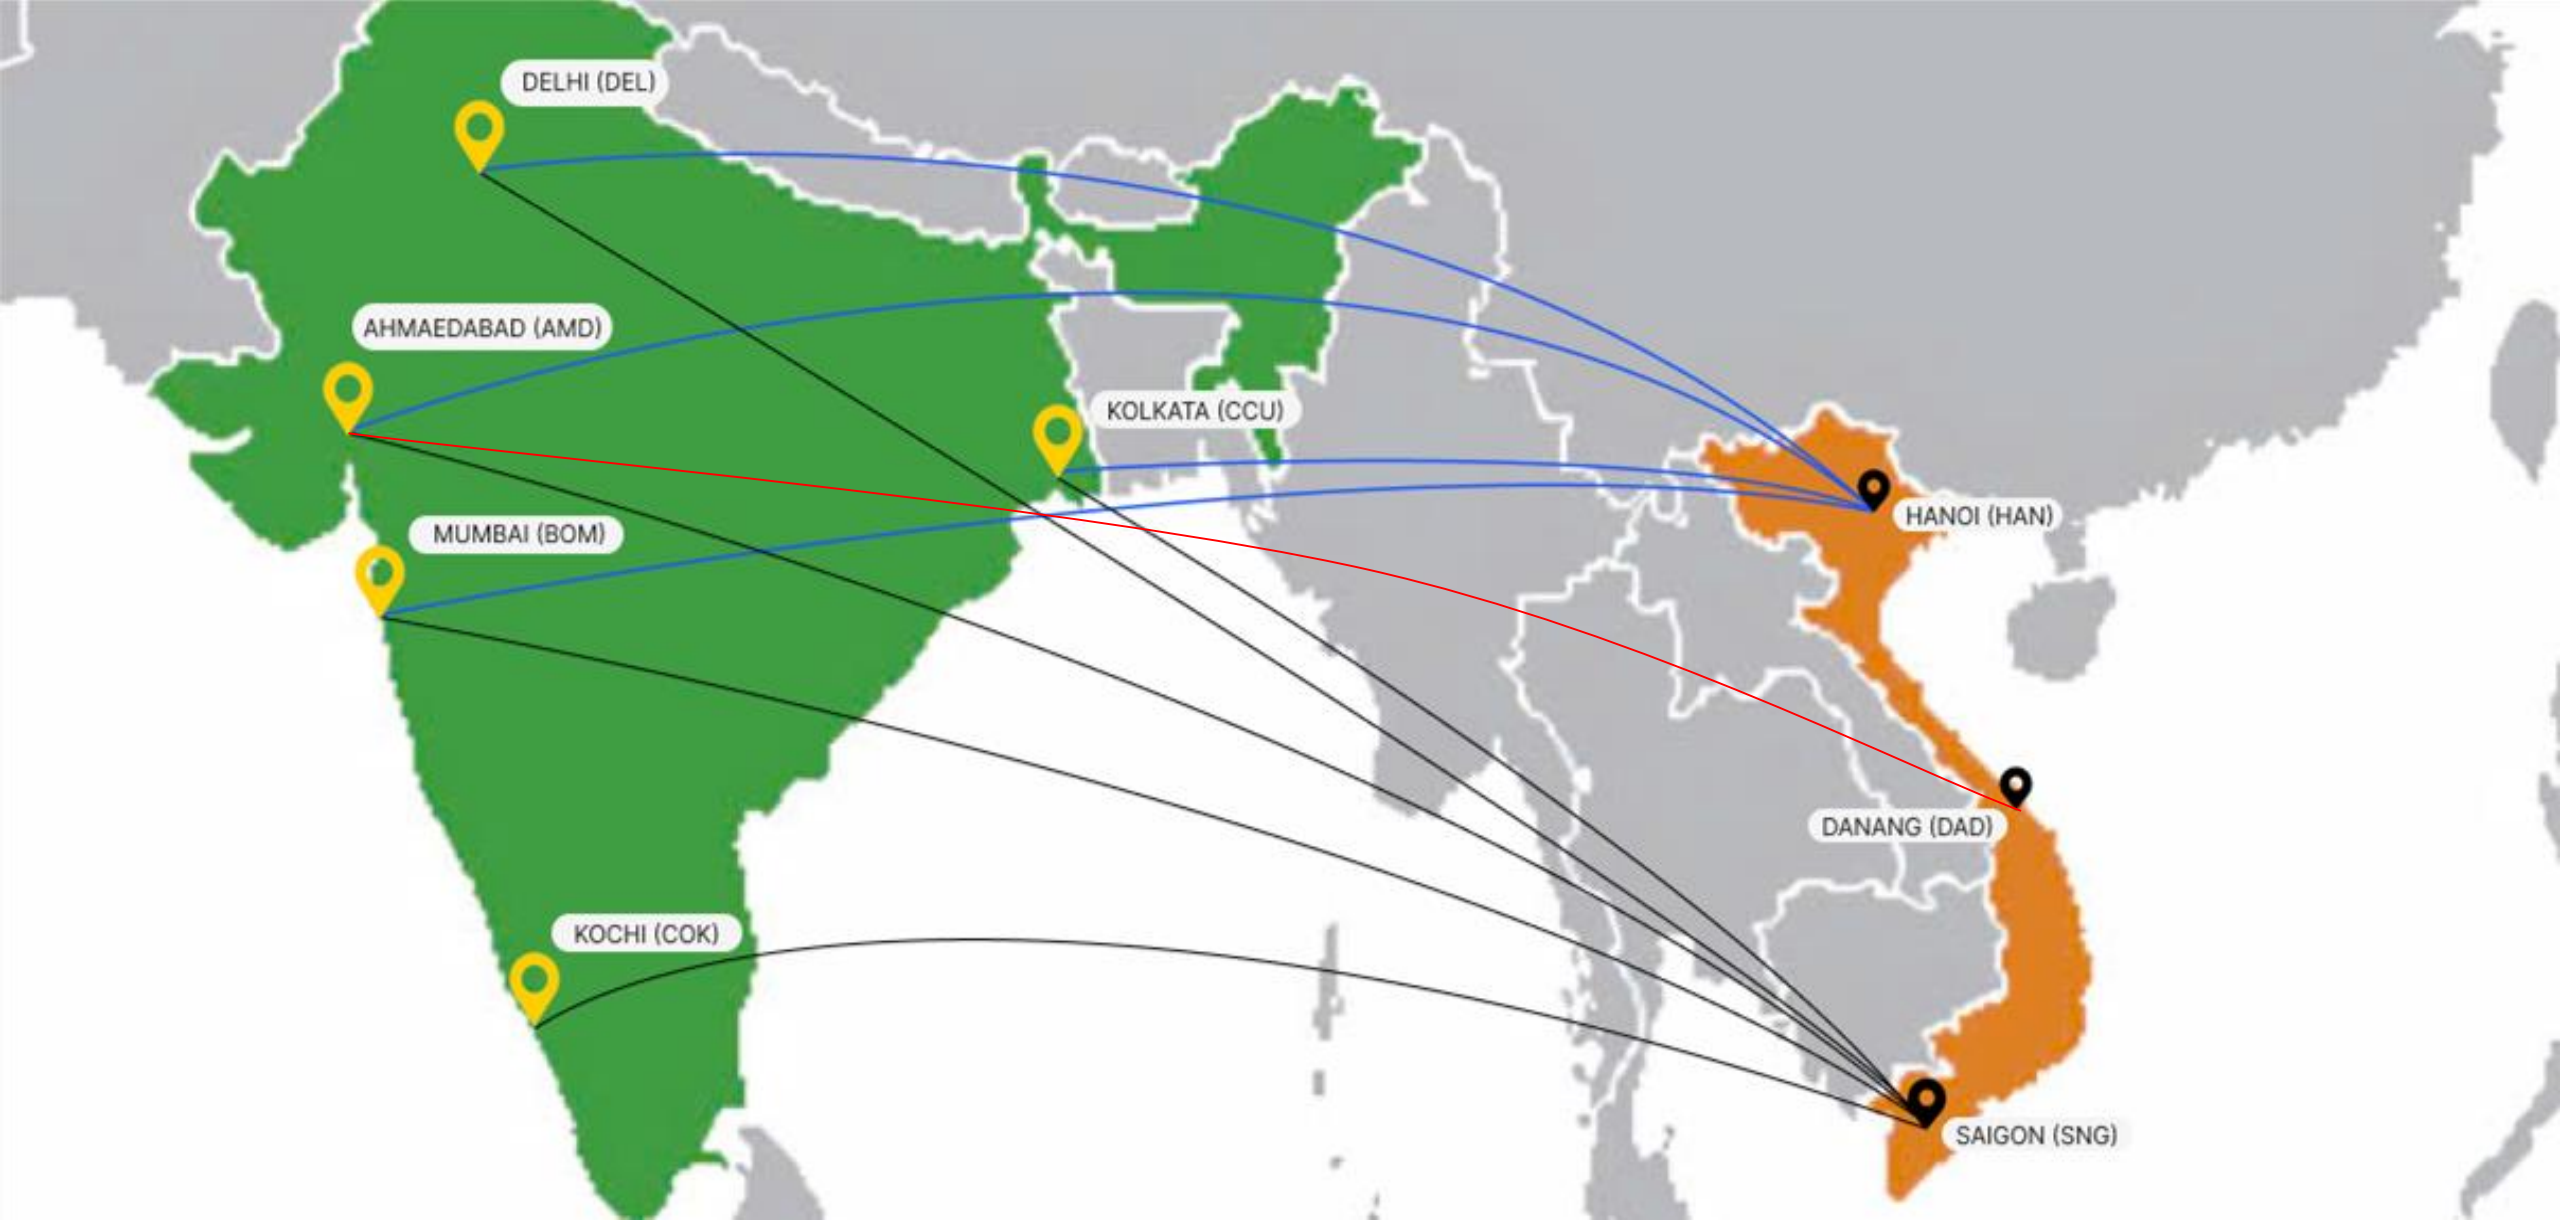 DELHI (DEL)
AHMAEDABAD (AMD)
KOLKATA (CCU)
HANOI (HAN)
MUMBAI (BOM)
DANANG (DAD)
KOCHI (COK)
SAIGON (SNG)